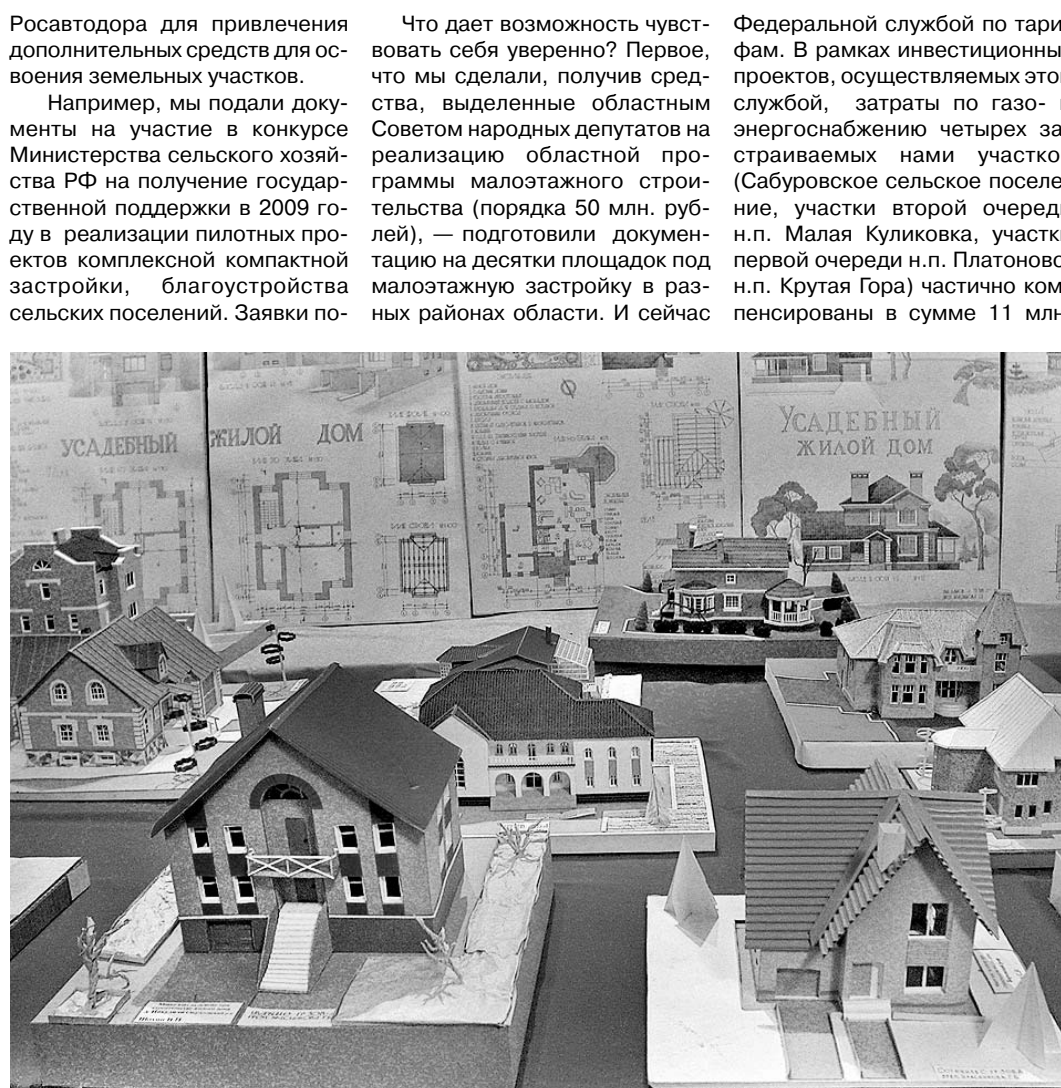 Росавтодора для привлечения
дополнительных средств для ос-
воения земельных участков.
Например, мы подали доку-
менты на участие в конкурсе
Министерства сельского хозяй-
ства РФ на получение государ-
ственной поддержки в 2009 го-
ду в реализации пилотных про-
ектов комплексной компактной
застройки, благоустройства
сельских поселений. Заявки по-
Что дает возможность чувст-
вовать себя уверенно? Первое,
что мы сделали, получив сред-
ства, выделенные областным
Советом народных депутатов на
реализацию областной про-
граммы малоэтажного строи-
тельства (порядка 50 млн. руб-
лей), — подготовили докумен-
тацию на десятки площадок под
малоэтажную застройку в раз-
ных районах области. И сейчас
Федеральной службой по тари
фам. В рамках инвестиционны
проектов, осуществляемых это
службой, затраты по газо-
энергоснабжению четырех за
страиваемых нами участко
(Сабуровское сельское поселе
ние, участки второй очеред
н.п. Малая Куликовка, участк
первой очереди н.п. Платоново
н.п. Крутая Гора) частично ком
пенсированы в сумме 11 млн
УСАДЕБНЫЙ ЖИЛОЙ ДОМ
УСАДЕБНЫЙ
ЖИЛОЙ ДОМ